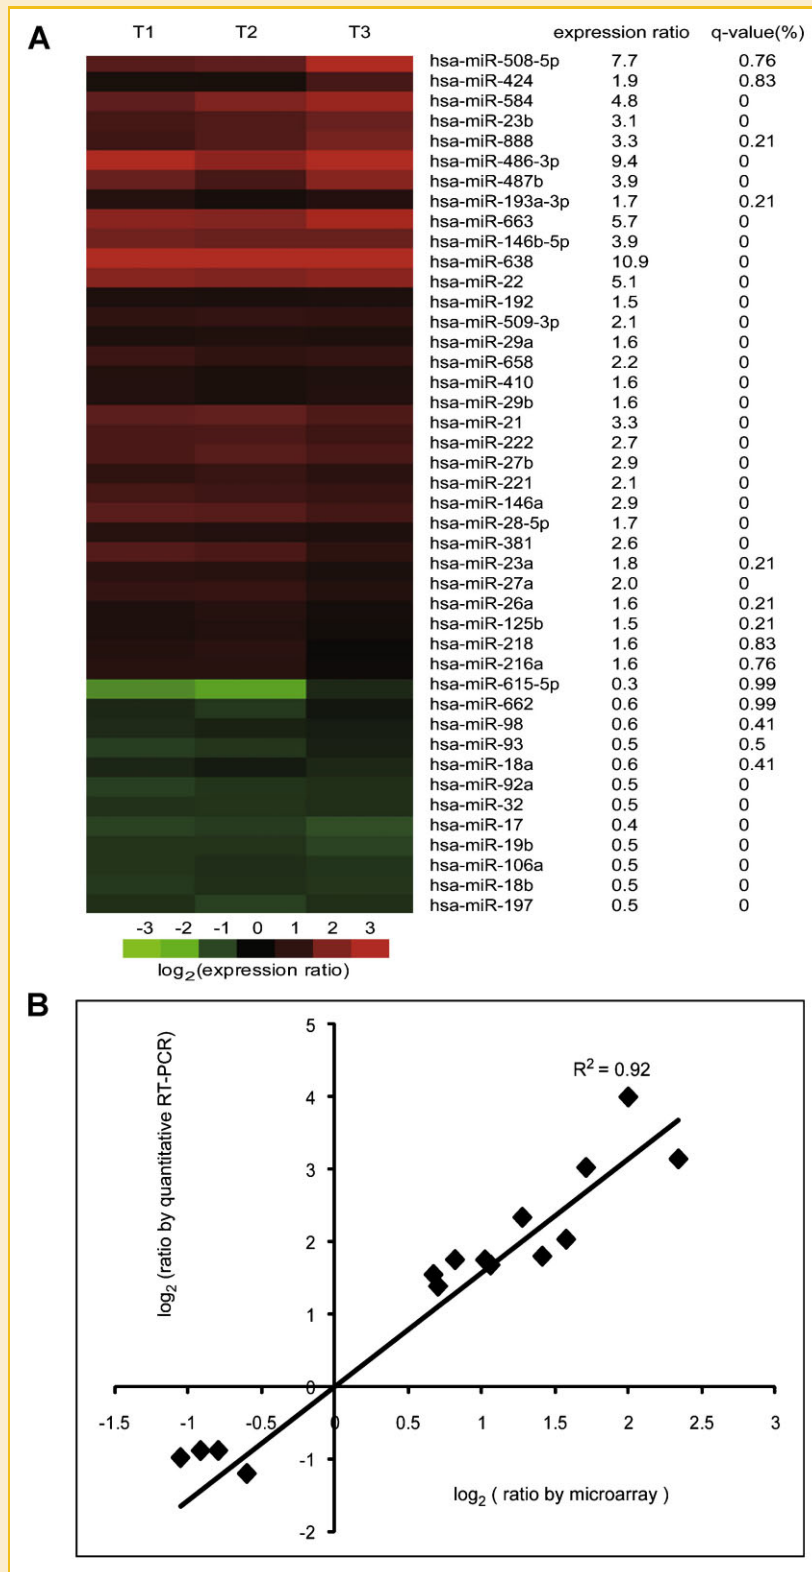 A
T1 T2 T3 expression ratio q-value(%)
hsa-miR-508-5p 7.7 0.76
hsa-miR-424 1.9 0.83
hsa-miR-584 4.8 0
hsa-miR-23b 3.1 0
hsa-miR-888 3.3 0.21
hsa-miR-486-3p 9.4 0
hsa-miR-487b 3.9 0
hsa-miR-193a-3p 1.7 0.21
hsa-miR-663 5.7 0
hsa-miR-146b-5p 3.9 0
hsa-miR-638 10.9 0
hsa-miR-22 5.1 0
hsa-miR-192 1.5 0
hsa-miR-509-3p 2.1 0
hsa-miR-29a 1.6 0
hsa-miR-658 2.2 0
hsa-miR-410 1.6 0
hsa-miR-29b 1.6 0
hsa-miR-21 3.3 0
hsa-miR-222 2.7 0
hsa-miR-27b 2.9 0
hsa-miR-221 2.1 0
hsa-miR-146a 2.9 0
hsa-miR-28-5p 1.7 0
hsa-miR-381 2.6 0
hsa-miR-23a 1.8 0.21
hsa-miR-27a 2.0 0
hsa-miR-26a 1.6 0.21
hsa-miR-125b 1.5 0.21
hsa-miR-218 1.6 0.83
hsa-miR-216a 1.6 0.76
hsa-miR-615-5p 0.3 0.99
hsa-miR-662 0.6 0.99
hsa-miR-98 0.6 0.41
hsa-miR-93 0.5 0.5
hsa-miR-18a 0.6 0.41
hsa-miR-92a 0.5 0
hsa-miR-32 0.5 0
hsa-miR-17 0.4 0
hsa-miR-19b 0.5 0
hsa-miR-106a 0.5 0
hsa-miR-18b 0.5 0
hsa-miR-197 0.5 0
-3 -2 -1 0 1 2 3
log2(expression ratio)
B
log2 (ratio by quantitative RT-PCR)
5
4
3
2
1
0
-1
-2
R2 = 0.92
-1.5 -1 -0.5 0 0.5 1 1.5 2 2.5 3
log2 ( ratio by microarray )